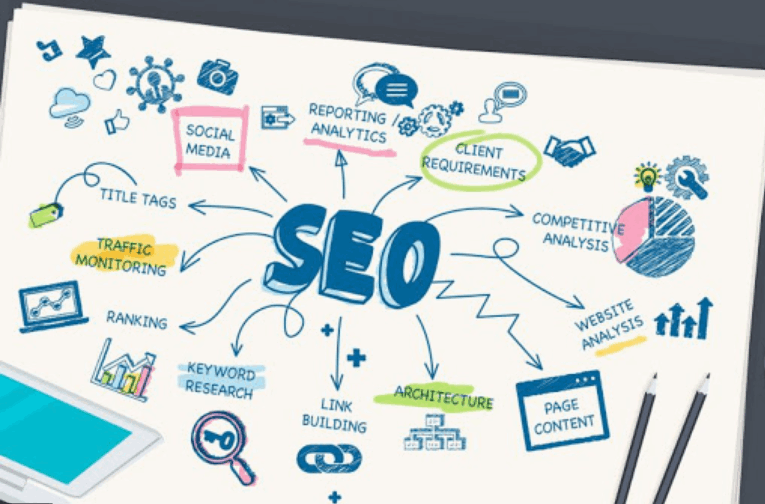 SOCIAL
MEDIA
REPORTING /
ANALYTICS
CLIENT
REQUIREMENTS
TITLE TAGS
SEO
COMPETITIVE
ANALYSIS
TRAFFIC
MONITORING
RANKING
WEBSITE
ANALYSIS
KEYWORD
RESEARCH
LINK
BUILDING
ARCHITECTURE
PAGE
CONTENT